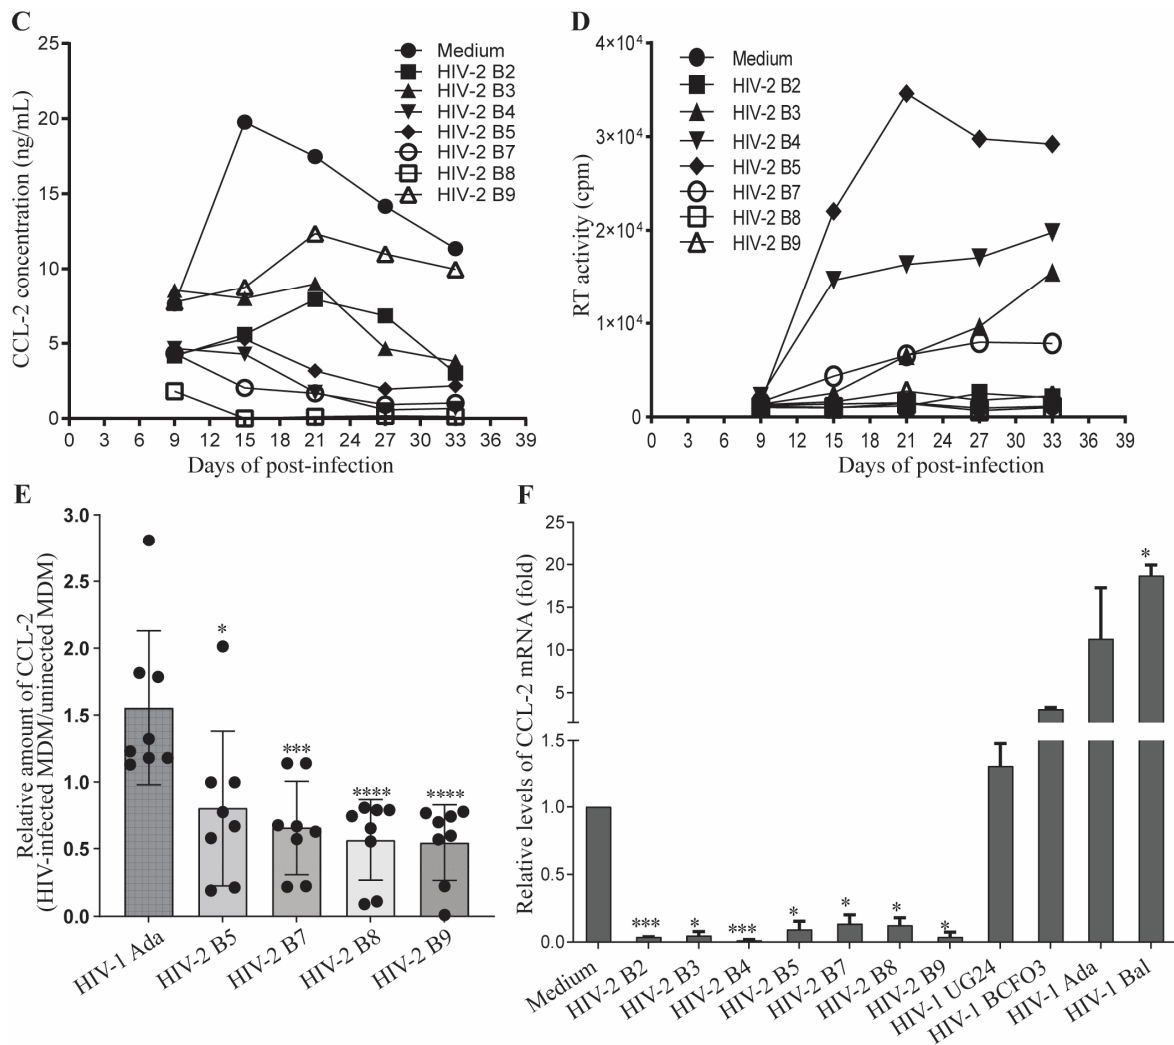 C
CCL-2 concentration (ng/mL)
25
20
15
10
5
0
0 3 6 9 12 15 18 21 24 27 30 33 36 39
Days of post-infection
Medium
HIV-2 B2
HIV-2 B3
HIV-2 B4
HIV-2 B5
HIV-2 B7
HIV-2 B8
HIV-2 B9
D
RT activity (cpm)
4×10⁴
3×10⁴
2×10⁴
1×10⁴
0
0 3 6 9 12 15 18 21 24 27 30 33 36 39
Days of post-infection
Medium
HIV-2 B2
HIV-2 B3
HIV-2 B4
HIV-2 B5
HIV-2 B7
HIV-2 B8
HIV-2 B9
E
Relative amount of CCL-2
(HIV-infected MDM/uninected MDM)
3.0
2.5
2.0
1.5
1.0
0.5
0.0
* *** **** ****
HIV-1 Ada
HIV-2 B5
HIV-2 B7
HIV-2 B8
HIV-2 B9
F
Relative levels of CCL-2 mRNA (fold)
25
20
15
10
5
1.5
1.0
0.5
0.0
*** * *** * * * * *
Medium
HIV-2 B2
HIV-2 B3
HIV-2 B4
HIV-2 B5
HIV-2 B7
HIV-2 B8
HIV-2 B9
HIV-1 UG24
HIV-1 BCFO3
HIV-1 Ada
HIV-1 Bal